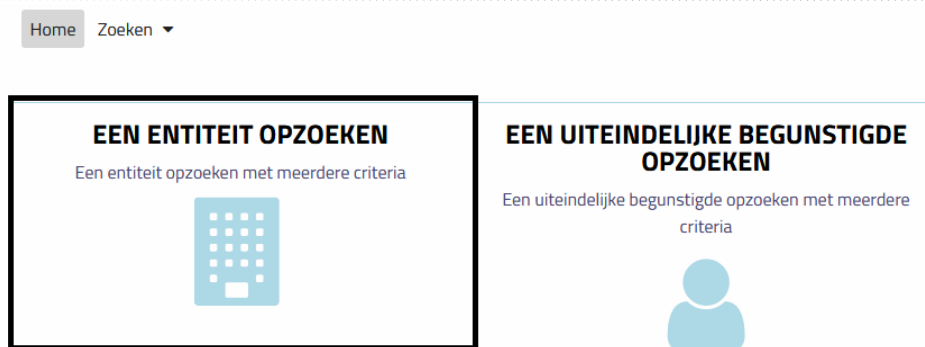 Home Zoeken
EEN ENTITEIT OPZOEKEN
Een entiteit opzoeken met meerdere criteria
EEN UITEINDELIJKE BEGUNSTIGDE
OPZOEKEN
Een uiteindelijke begunstigde opzoeken met meerdere
criteria